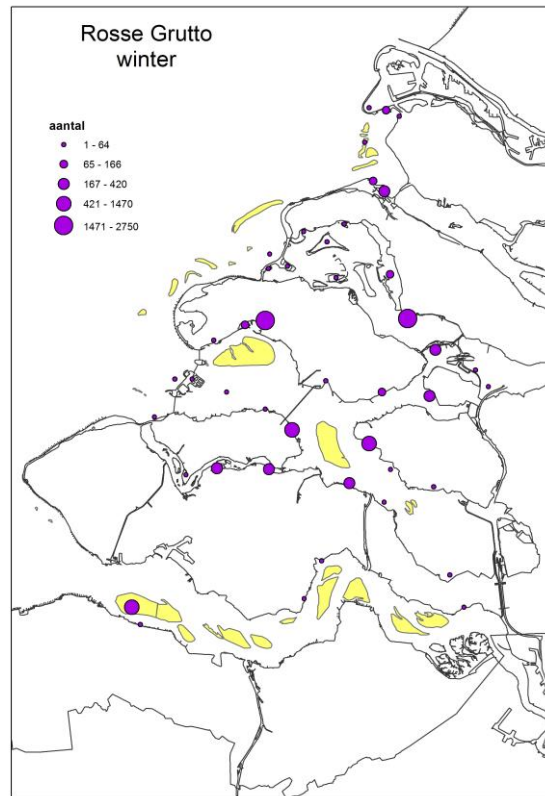 Rosse Grutto
winter
aantal
1 - 64
65 - 166
167 - 420
421 - 1470
1471 - 2750